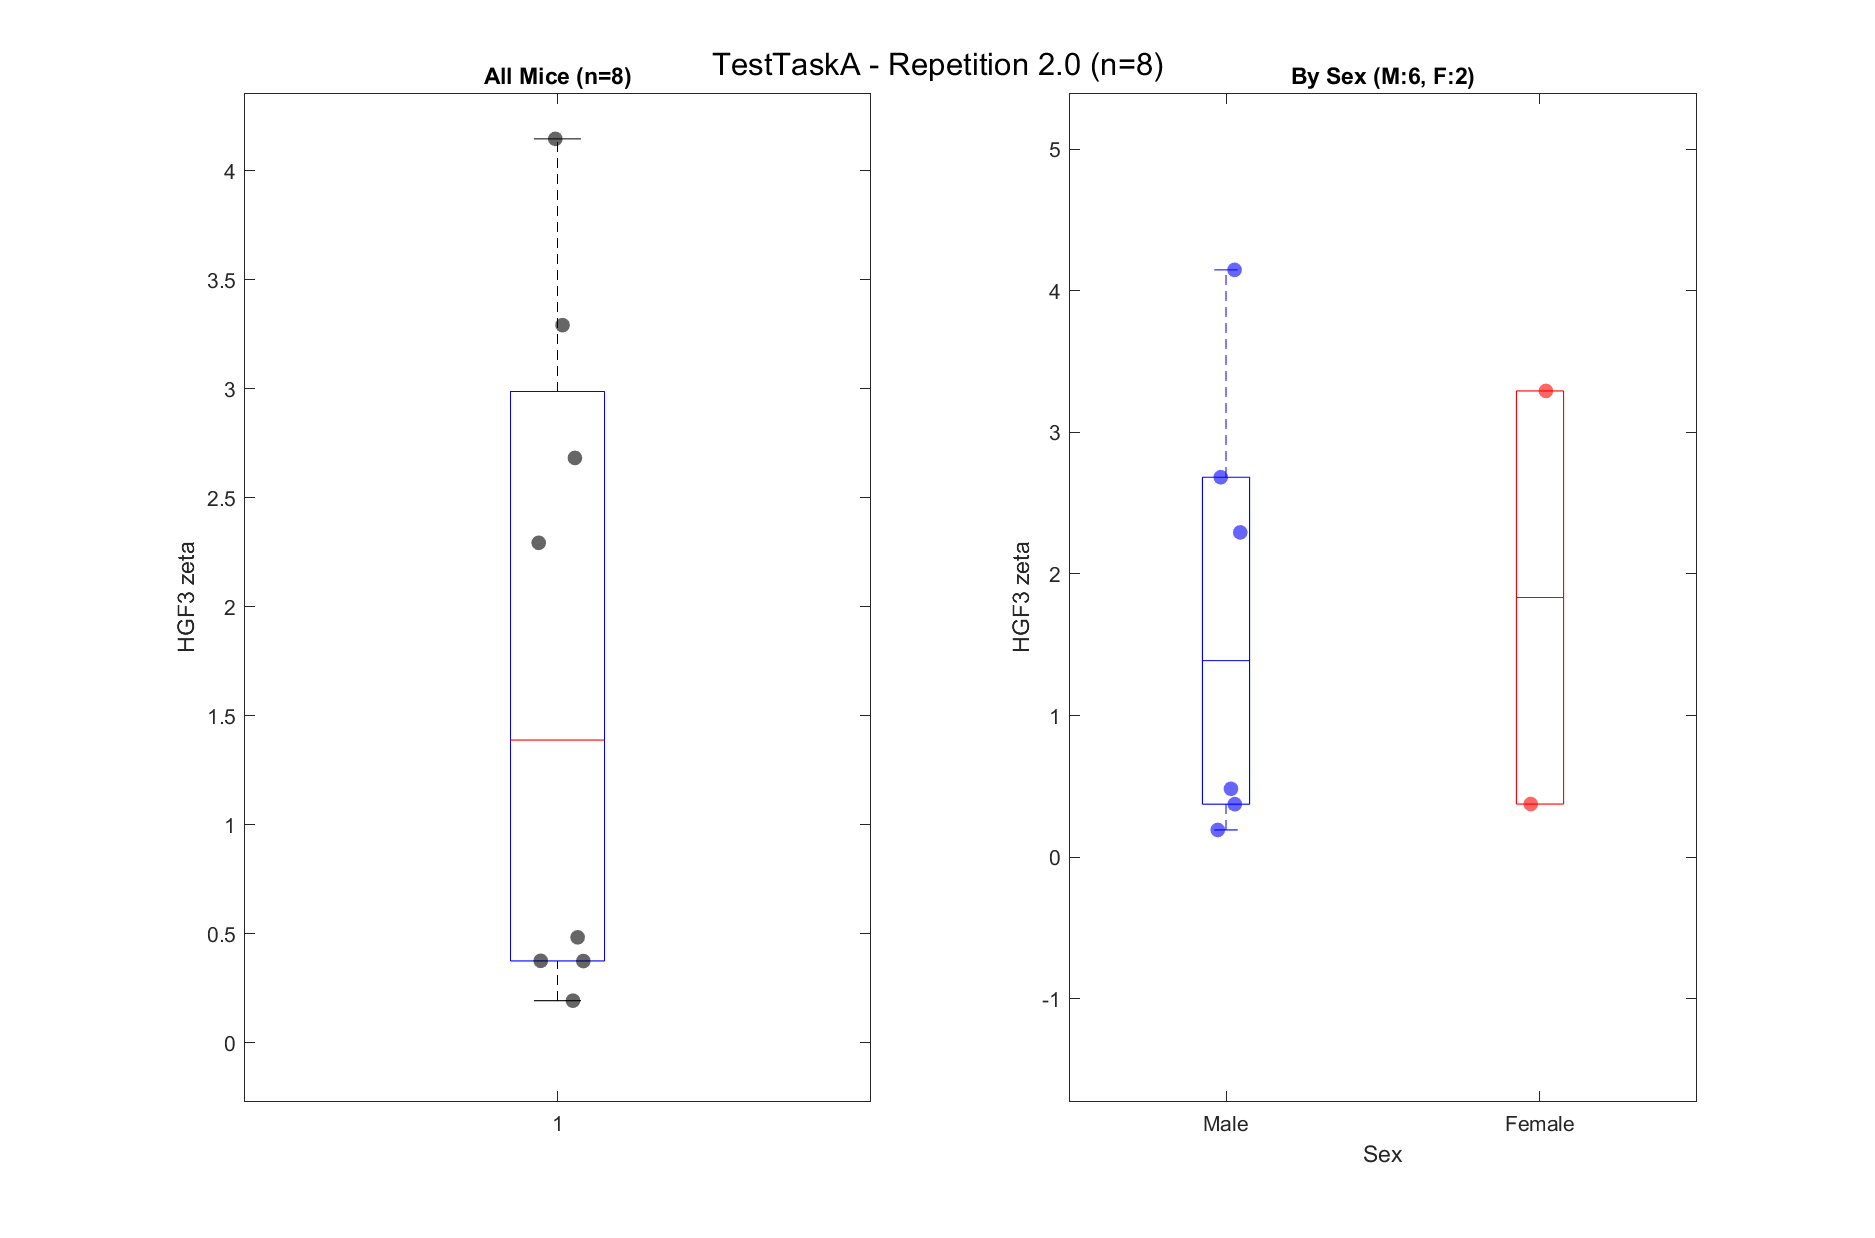 TestTaskA - Repetition 2.0 (n=8)
All Mice (n=8)
4
3.5
3
2.5
2
1.5
1
0.5
0
HGF3 zeta
1
By Sex (M:6, F:2)
5
4
3
2
1
0
-1
HGF3 zeta
Male Female
Sex